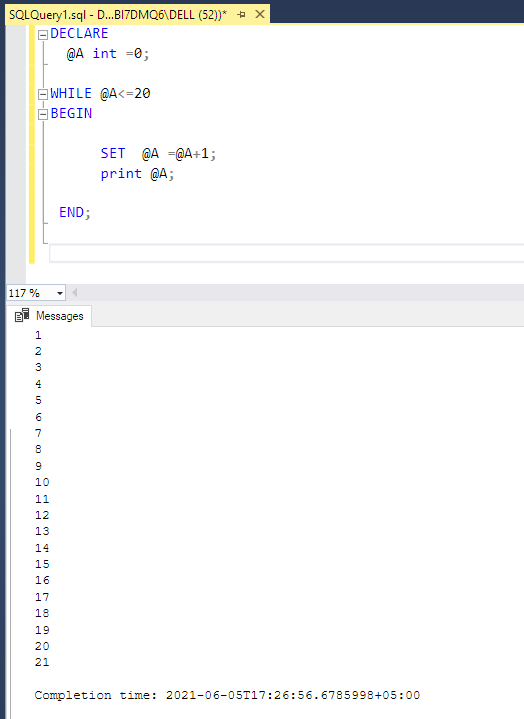 SQLQuery1.sql - D...BI7DMQ6\DELL (52))*
DECLARE
@A int =0;
WHILE @A<=20
BEGIN
SET  @A =@A+1;
print @A;
END;
117 %
Messages
1
2
3
4
5
6
7
8
9
10
11
12
13
14
15
16
17
18
19
20
21
Completion time: 2021-06-05T17:26:56.6785998+05:00